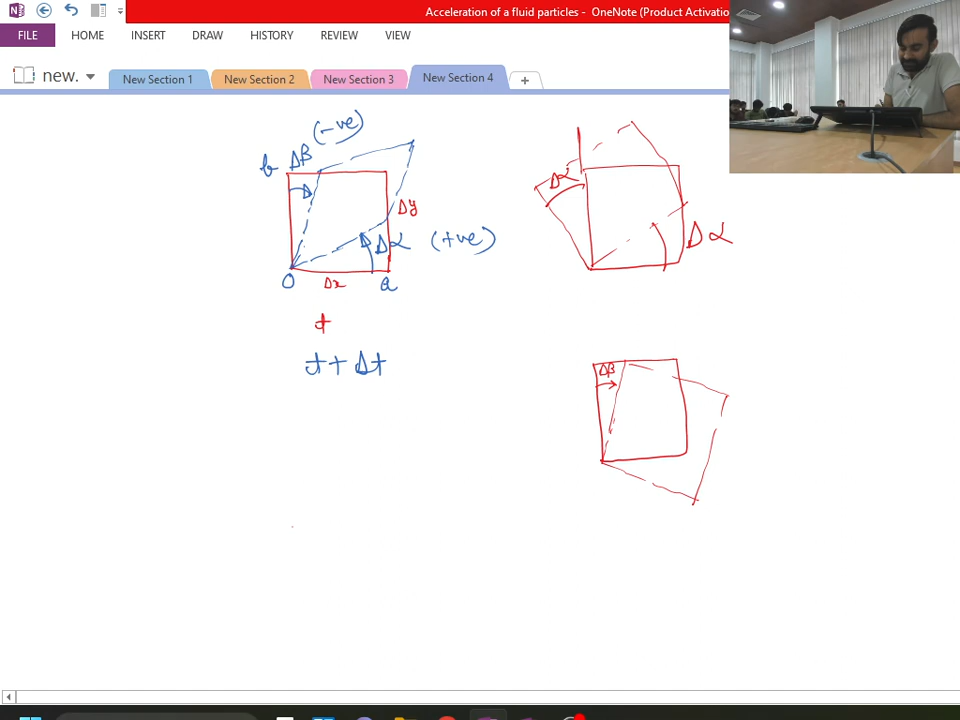 Acceleration of a fluid particles - OneNote (Product Activatio
FILE HOME INSERT DRAW HISTORY REVIEW VIEW
new. New Section 1 New Section 2 New Section 3 New Section 4 +
(-ve)
b Δβ
Δy
Δα (+ve)
O Δx a
t
t + Δt
Δα
Δα
Δβ